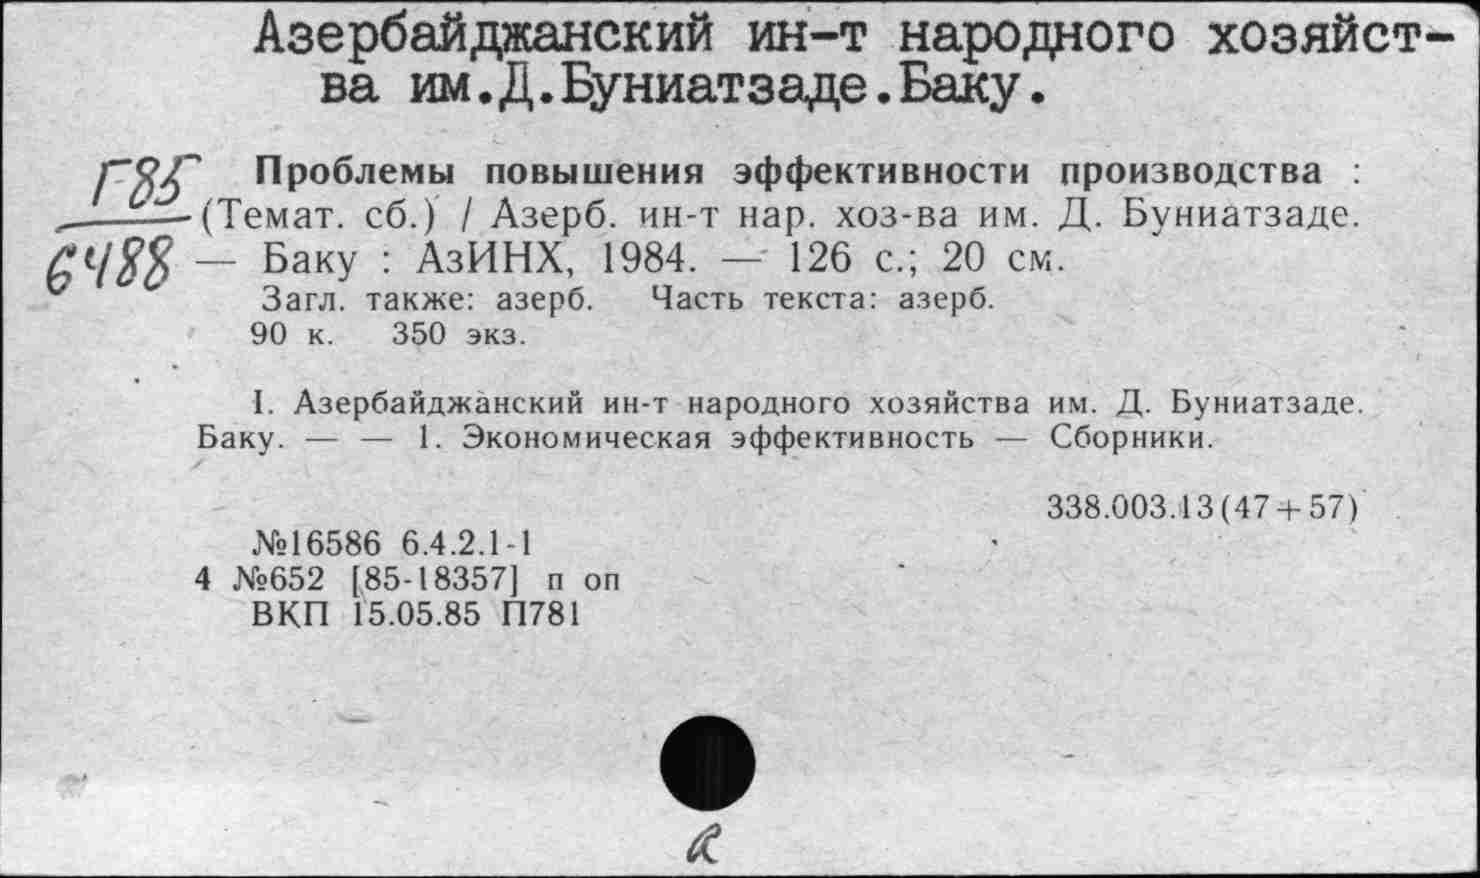 Азербайджанский ин-т народного хозяйст-
ва им.Д.Буниатзаде.Баку.
Г85
6488
Проблемы повышения эффективности производства :
(Темат. сб.) / Азерб. ин-т нар. хоз-ва им. Д. Буниатзаде.
— Баку : АзИНХ, 1984. — 126 с.; 20 см.
Загл. также: азерб. Часть текста: азерб.
90 к. 350 экз.
I. Азербайджанский ин-т народного хозяйства им. Д. Буниатзаде.
Баку. — — 1. Экономическая эффективность — Сборники.
338.003.13(47+57)
№16586 6.4.2.1-1
4 №652 [85-18357] п оп
ВКП 15.05.85 П781
а